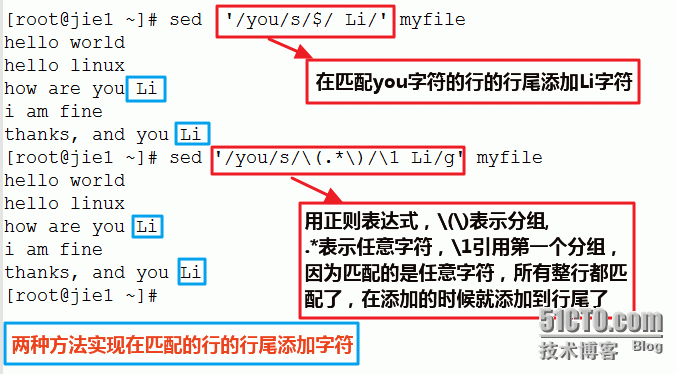 [root@jie1 ~]# sed '/you/s/$/ Li/' myfile
hello world
hello linux
how are you Li
在匹配you字符的行的行尾添加Li字符
i am fine
thanks, and you Li
[root@jie1 ~]# sed '/you/s/\(.*\)/\1 Li/g' myfile
hello world
hello linux
how are you Li
i am fine
thanks, and you Li
[root@jie1 ~]#
用正则表达式，\(\)表示分组,
.*表示任意字符，\1引用第一个分组，
因为匹配的是任意字符，所有整行都匹
配了，在添加的时候就添加到行尾了
两种方法实现在匹配的行的行尾添加字符
51CTO.com
技术博客 Blog